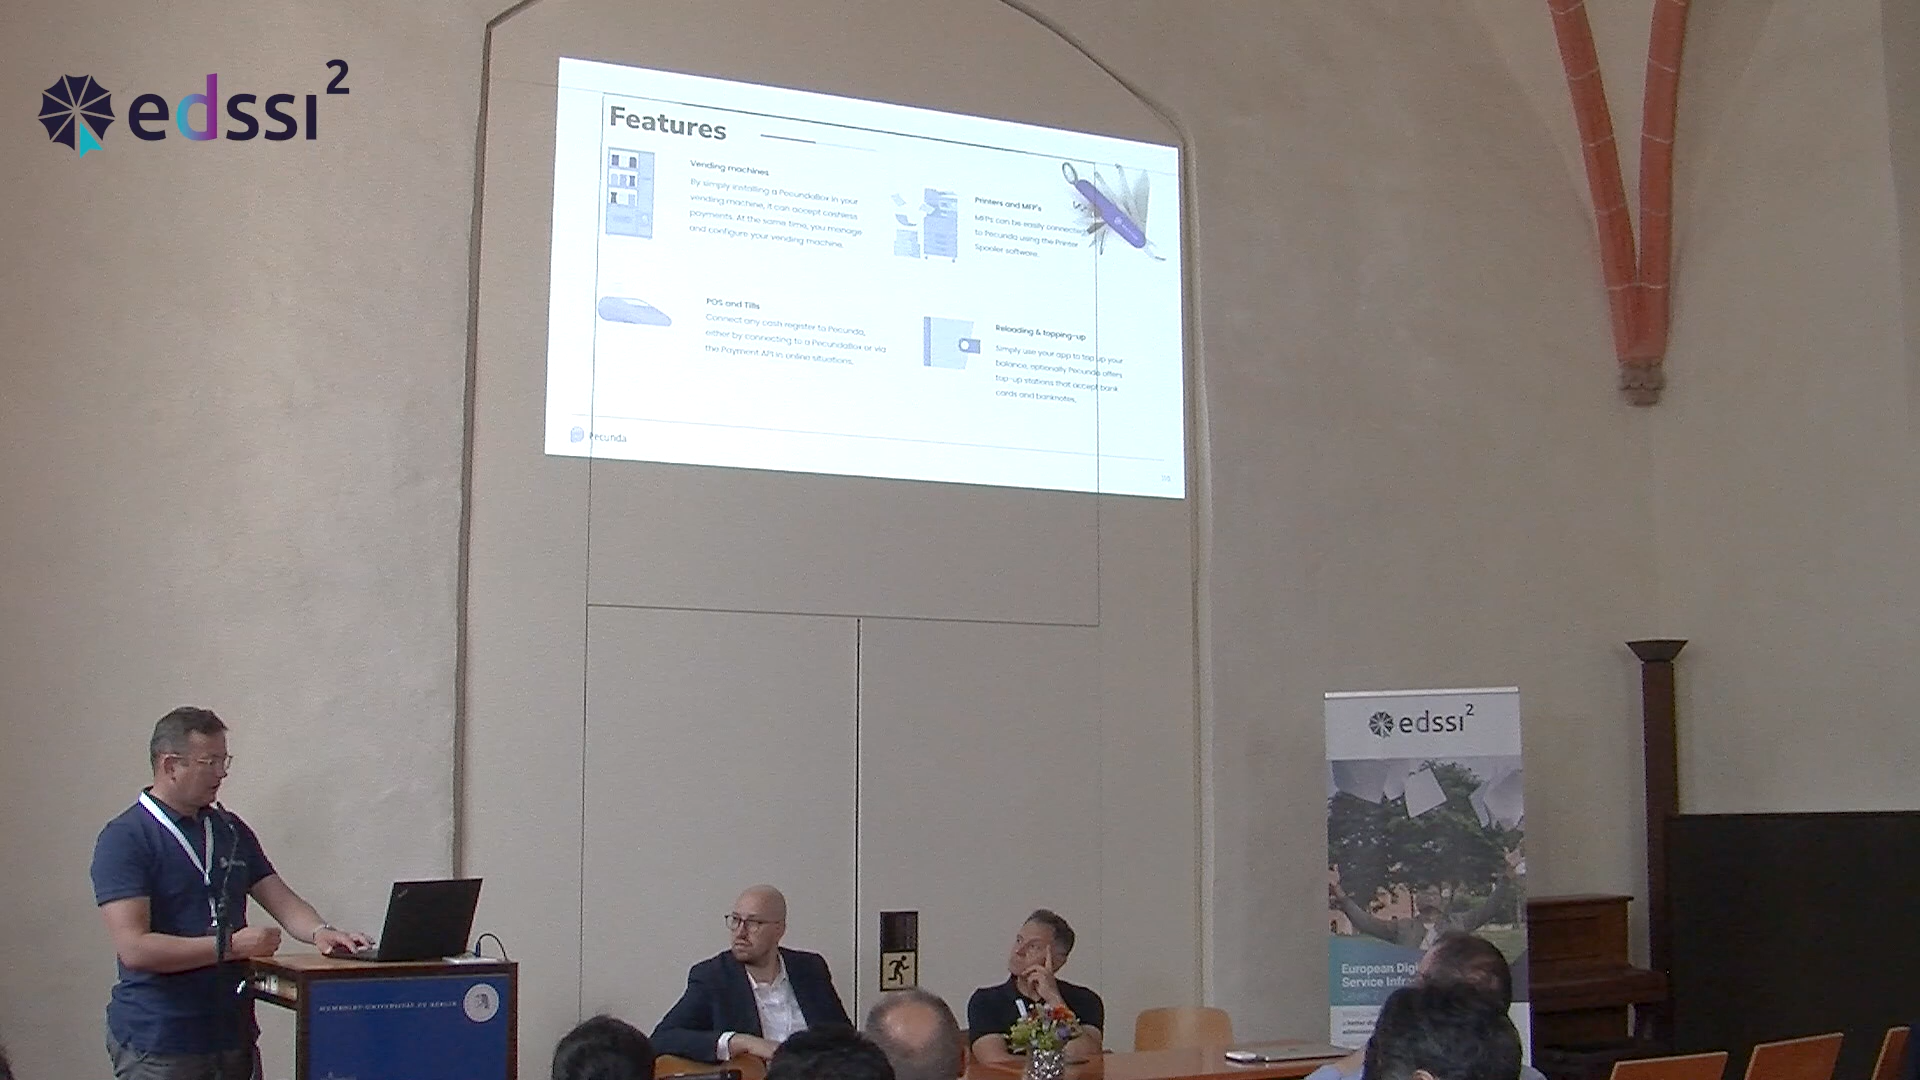 edssi²
Features
Vending machines
By simply installing a PecundaBox in your
vending machine, it can accept cashless
payments. At the same time, you manage
and configure your vending machine.
Printers and MFP's
MFPs can be easily connected
to Pecunda using the Printer
Spooler software.
POS and Tills
Connect any cash register to Pecunda,
either by connecting to a PecundaBox or via
the Payment API in online situations.
Reloading & topping-up
Simply use your app to top up your
balance, optionally Pecunda offers
top-up stations that accept bank
cards and banknotes.
Pecunda
edssi²
European Digi
Service Infra
HUMBOLDT-UNIVERSITÄT ZU BERLIN